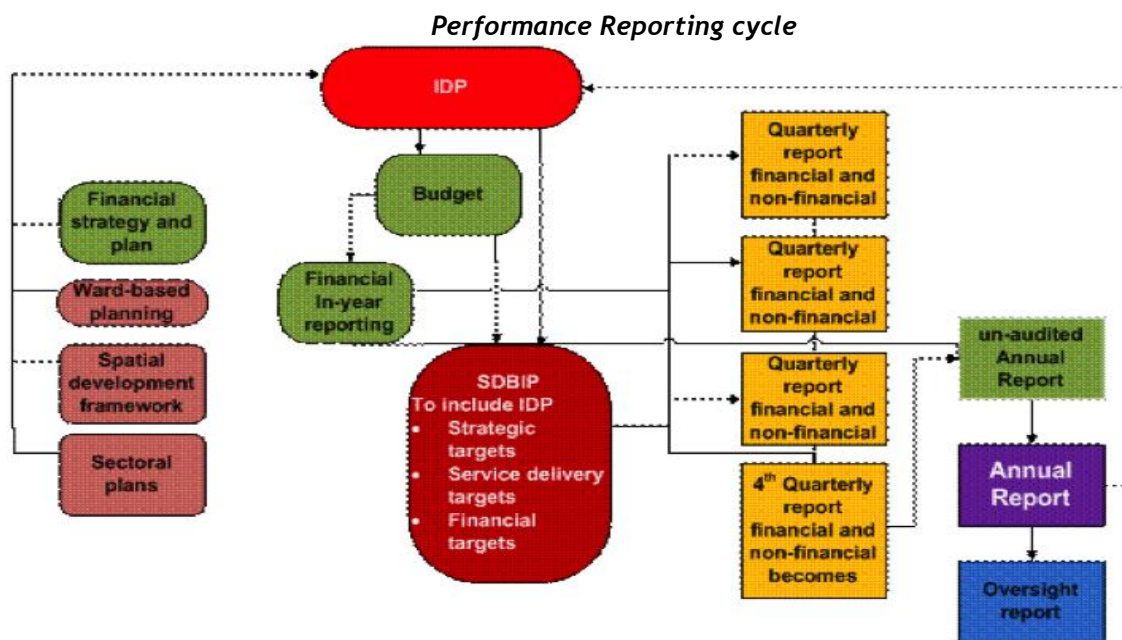 Performance Reporting cycle
IDP
Budget
Financial
strategy and
plan
Ward-based
planning
Spatial
development
framework
Sectoral
plans
Financial
In-year
reporting
SDBIP
To include IDP
• Strategic
targets
• Service delivery
targets
• Financial
targets
Quarterly
report
financial and
non-financial
Quarterly
report
financial and
non-financial
Quarterly
report
financial and
non-financial
4th Quarterly
report
financial and
non-financial
becomes
un-audited
Annual
Report
Annual
Report
Oversight
report